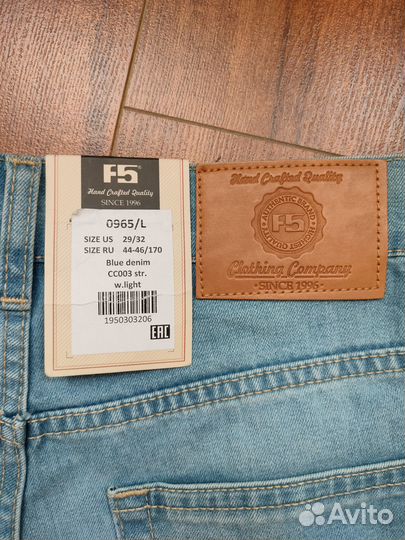 F5
Hand Crafted Quality
SINCE 1996
0965/L
SIZE US 29/32
SIZE RU 44-46/170
Blue denim
CC003 str.
w.light
1950303206
EAC
Hand Crafted Quality
AUTHENTIC BRAND
F5
HIGHEST QUALITY
Clothing Company
·SINCE 1996·
Avito